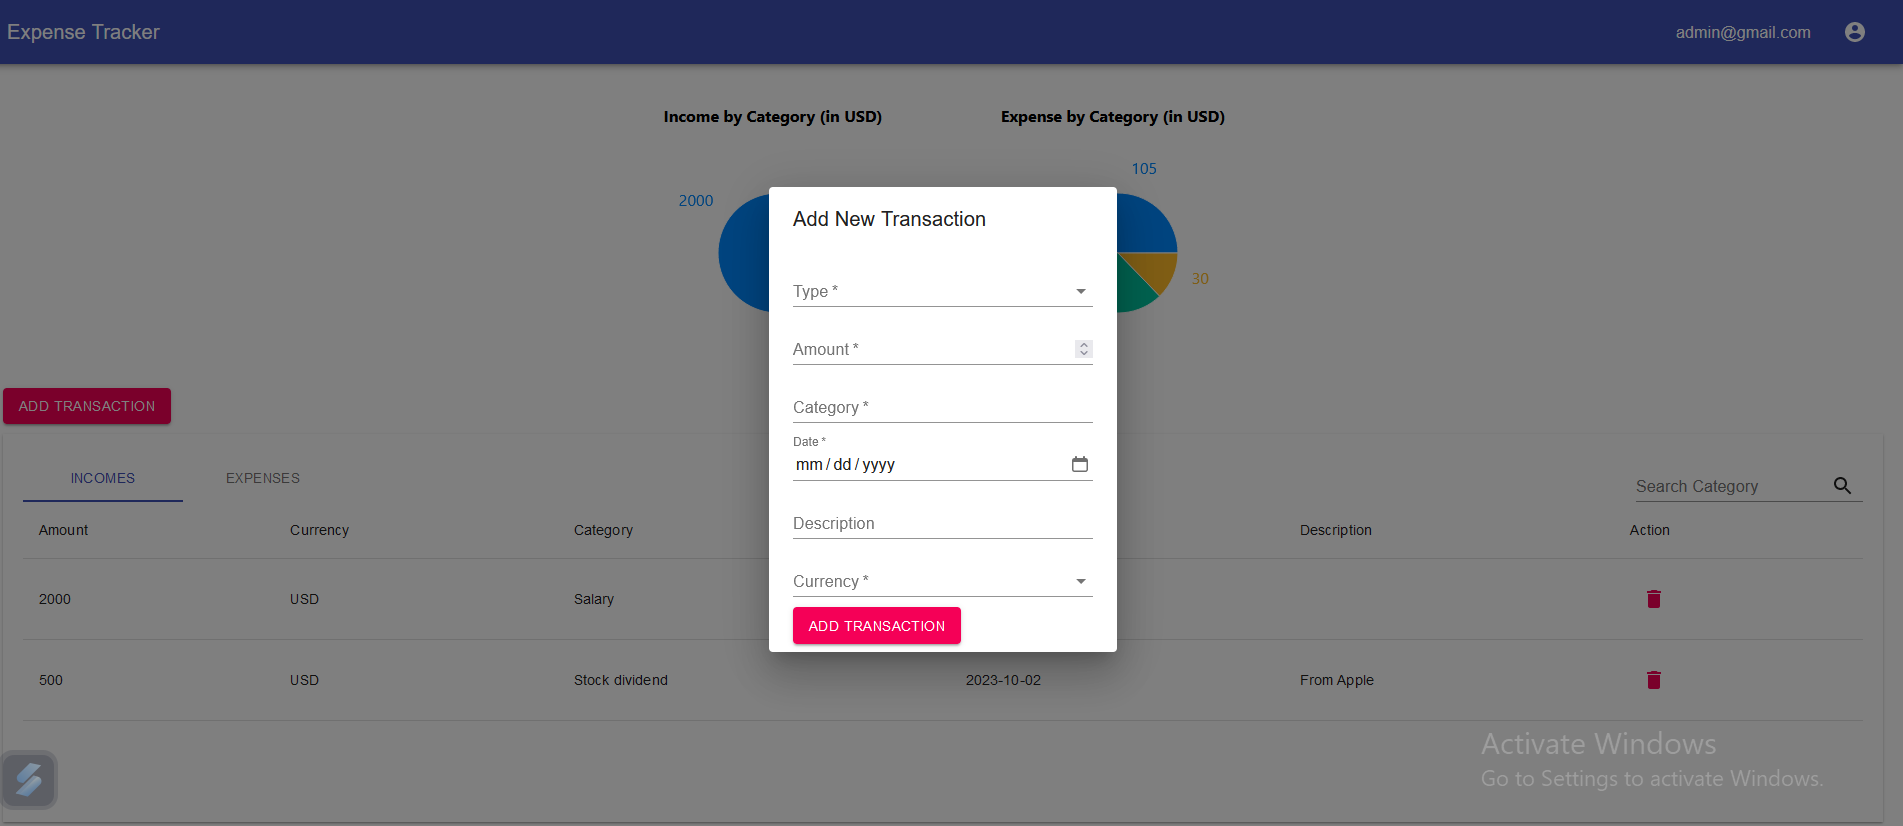 Expense Tracker
admin@gmail.com
Income by Category (in USD)
Expense by Category (in USD)
2000
105
30
Add New Transaction
Type *
Amount *
Category *
Date *
mm/dd/yyyy
Description
Currency *
ADD TRANSACTION
ADD TRANSACTION
INCOMES EXPENSES
Search Category
Amount Currency Category Description Action
2000 USD Salary
500 USD Stock dividend 2023-10-02 From Apple
Activate Windows
Go to Settings to activate Windows.